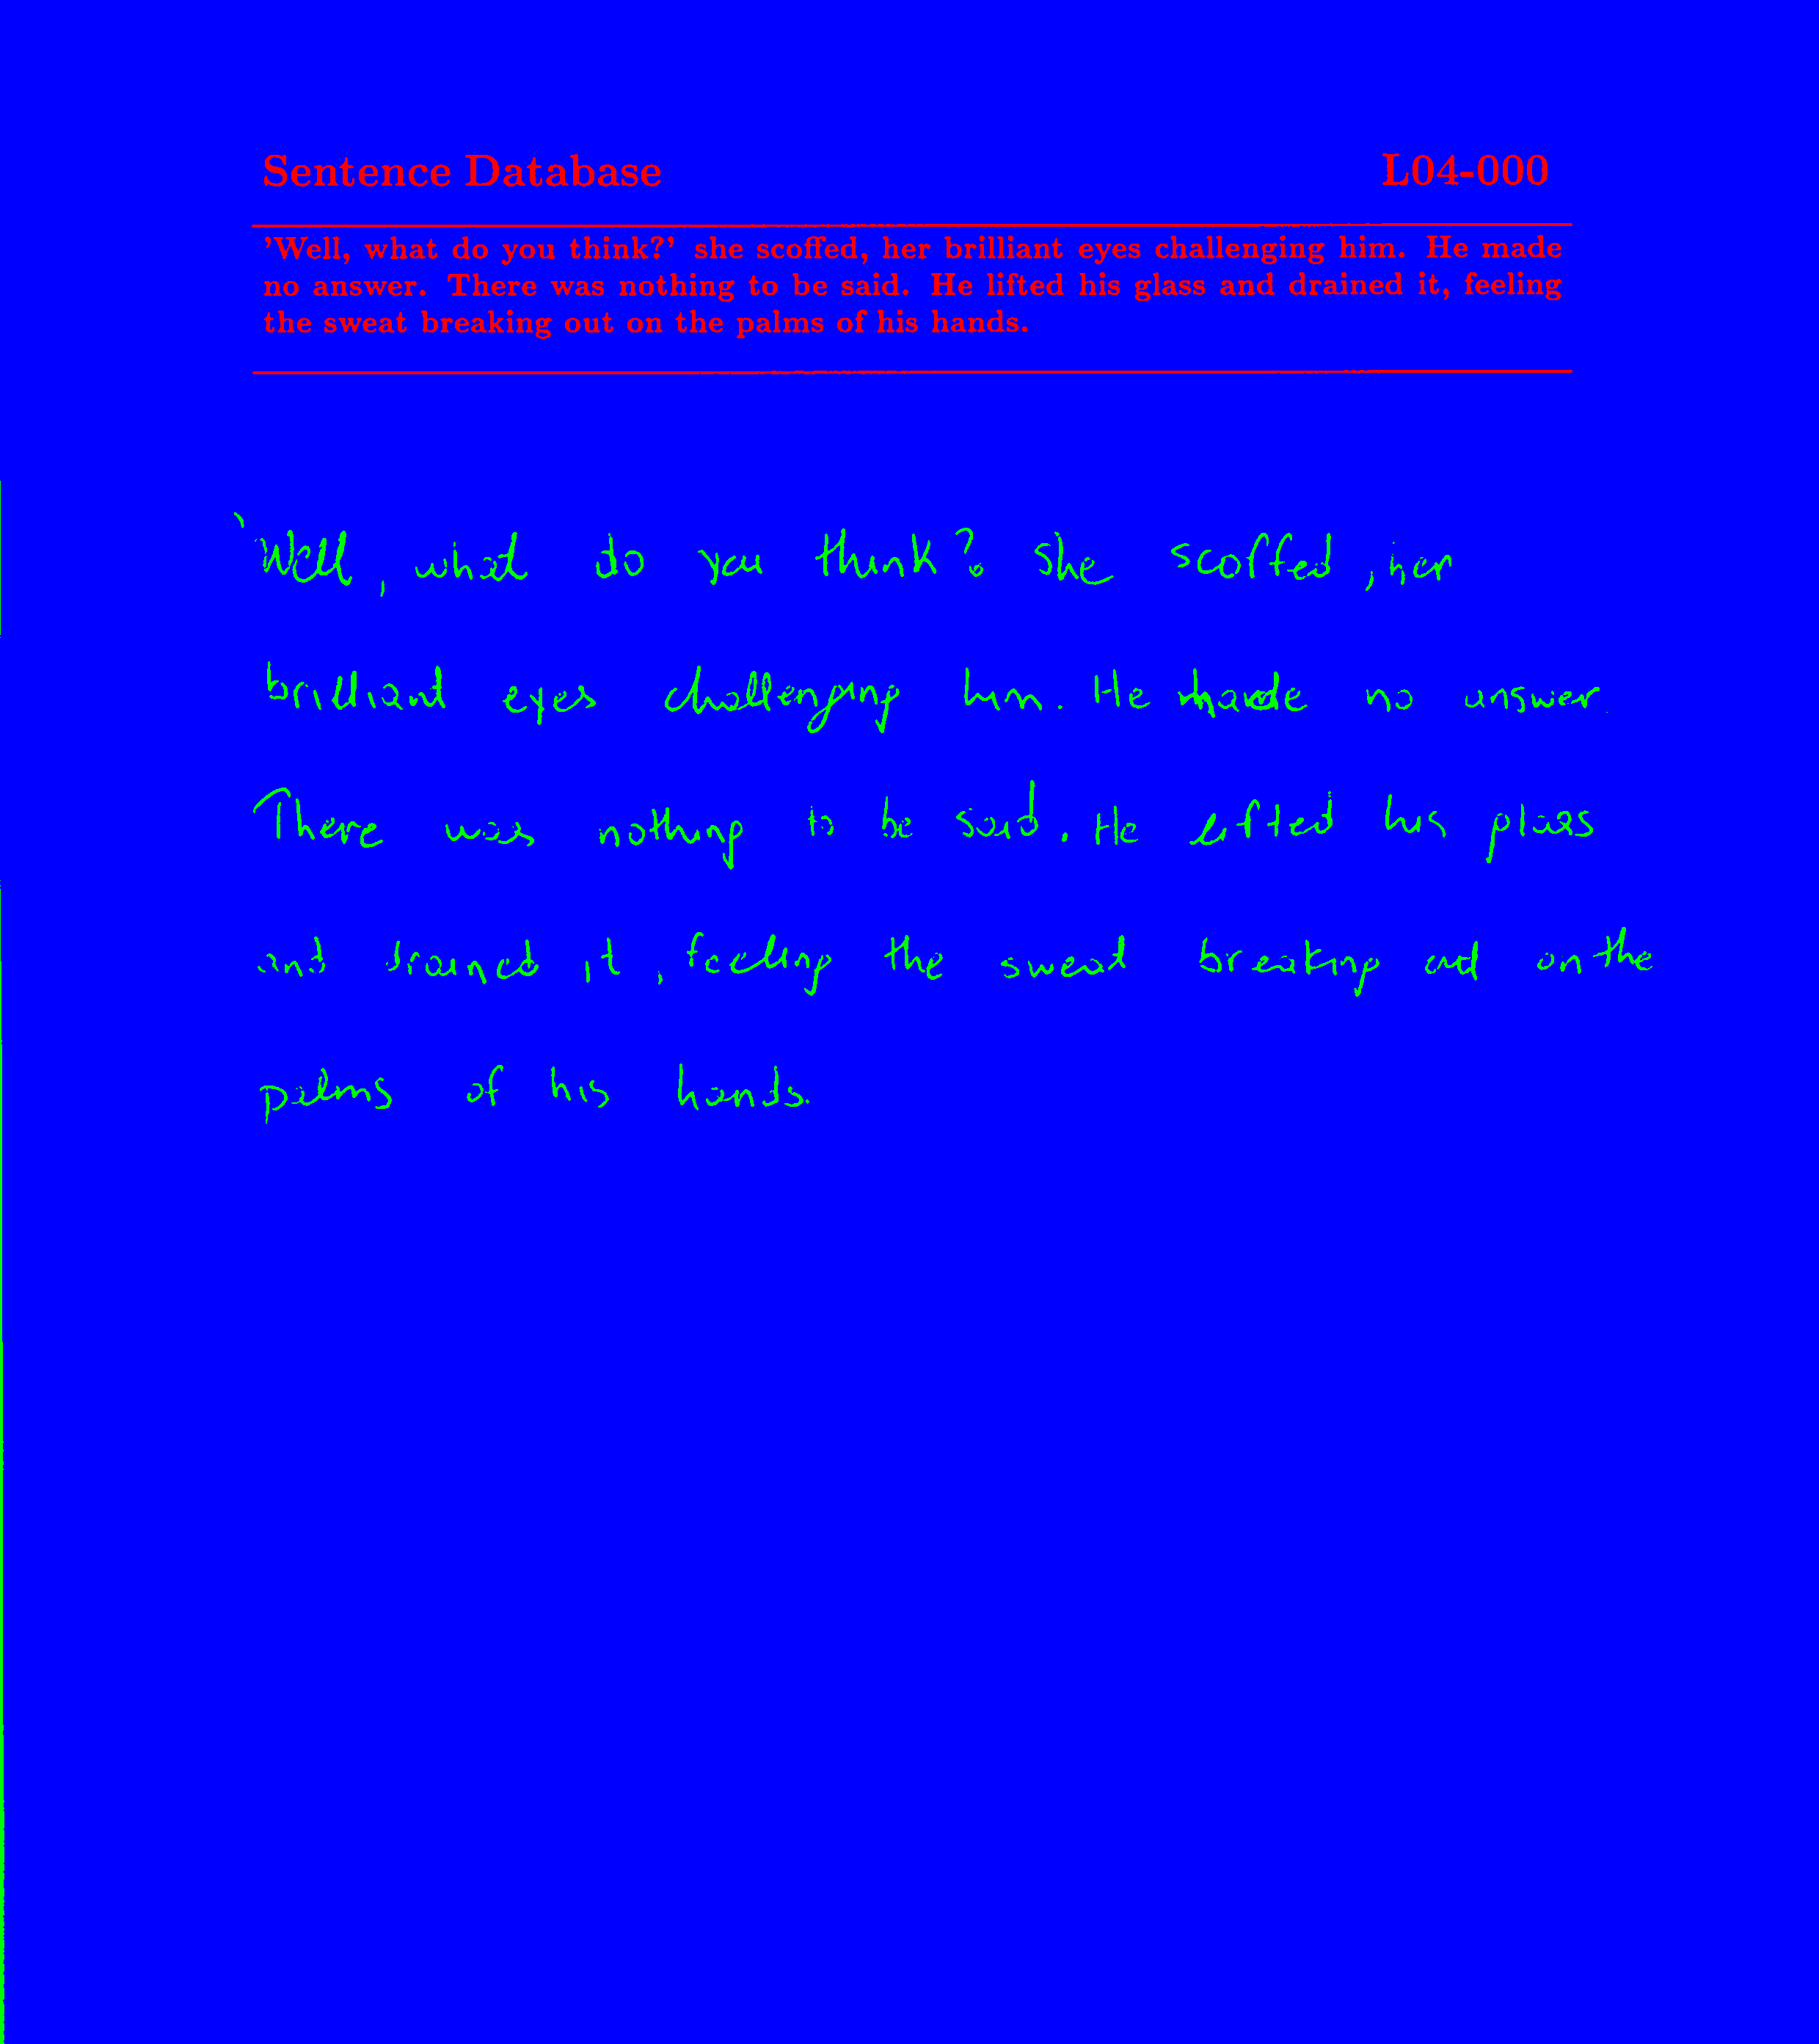 Sentence Database L04-000
'Well, what do you think?' she scoffed, her brilliant eyes challenging him. He made
no answer. There was nothing to be said. He lifted his glass and drained it, feeling
the sweat breaking out on the palms of his hands.
'Well, what do you think? she scoffed, her
brilliant eyes challenging him. He made no answer.
There was nothing to be said. He lifted his glass
and drained it, feeling the sweat breaking out on the
palms of his hands.